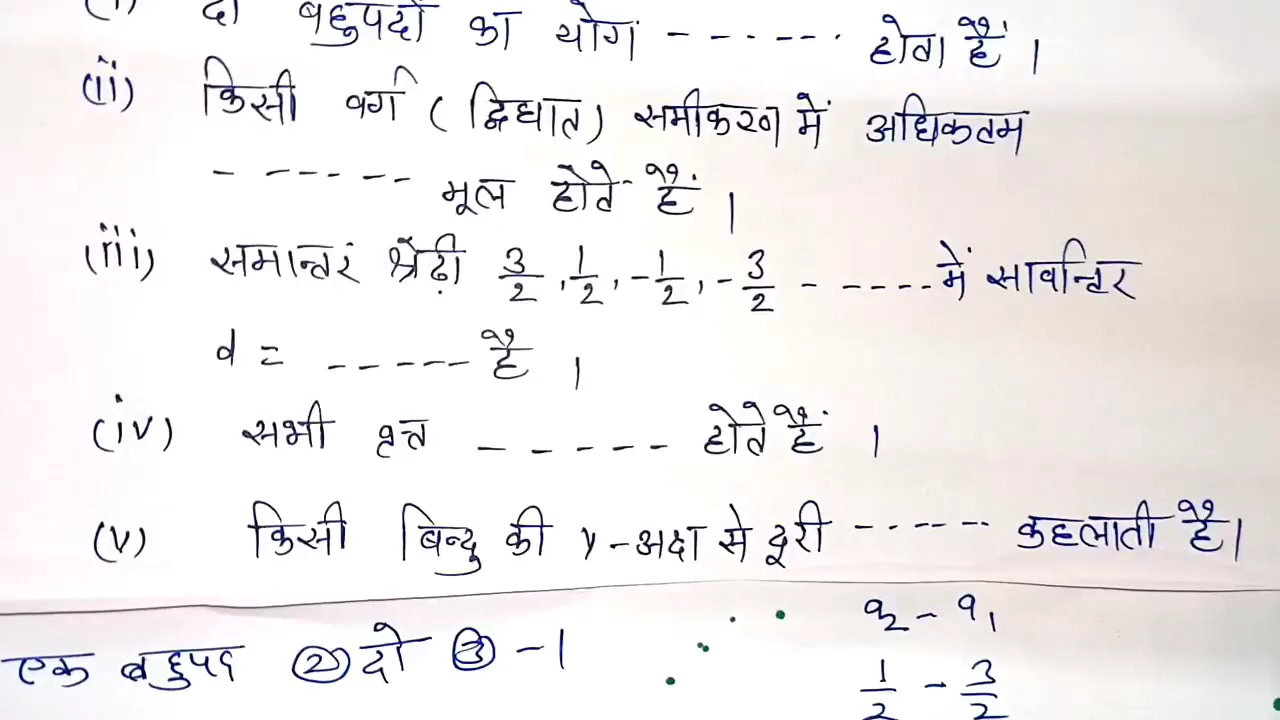 (i) दो बहुपदों का योग ------ होता है।
(ii) किसी वर्ग (द्विघात) समीकरण में अधिकतम
------- मूल होते हैं।
(iii) समान्तर श्रेढ़ी 3/2, 1/2, -1/2, -3/2 ------ में सार्वान्तर
d = ----- है ।
(iv) सभी वृत्त ----- होते हैं ।
(v) किसी बिन्दु की y-अक्ष से दूरी ------ कहलाती है।
एक बहुपद ② दो ③ -1
a2 - a1
1/2 - 3/2